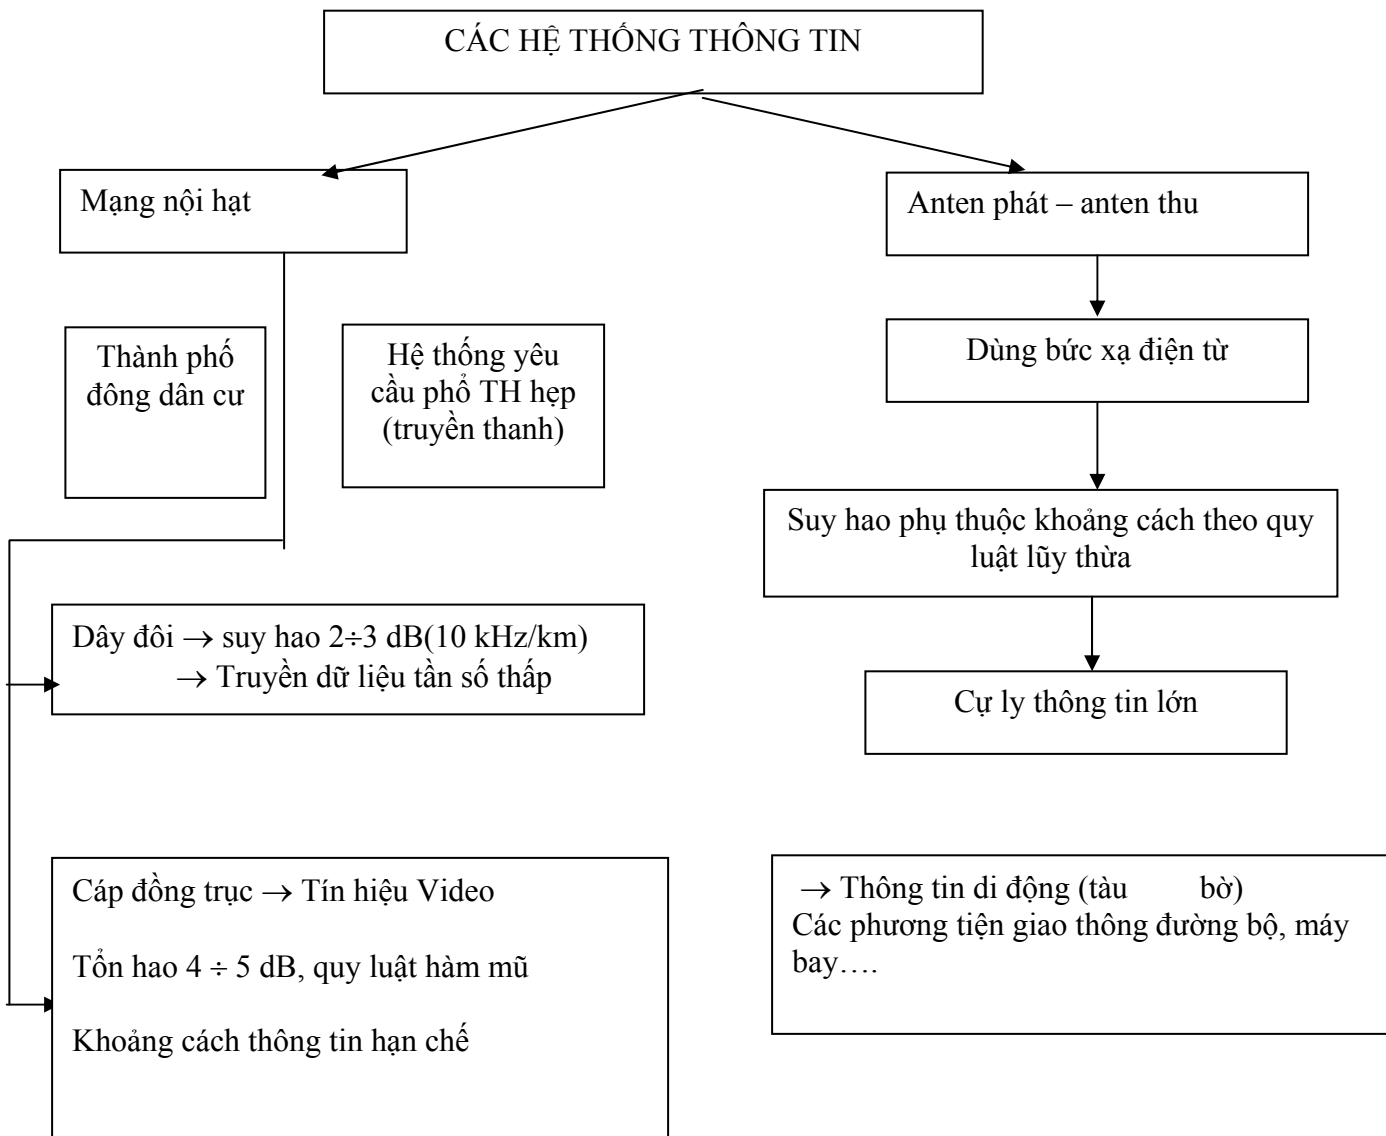 CÁC HỆ THỐNG THÔNG TIN
Mạng nội hạt
Anten phát – anten thu
Thành phố
đông dân cư
Hệ thống yêu
cầu phổ TH hẹp
(truyền thanh)
Dùng bức xạ điện từ
Suy hao phụ thuộc khoảng cách theo quy
luật lũy thừa
Dây đôi → suy hao 2÷3 dB(10 kHz/km)
→ Truyền dữ liệu tần số thấp
Cự ly thông tin lớn
Cáp đồng trục → Tín hiệu Video
Tổn hao 4 ÷ 5 dB, quy luật hàm mũ
Khoảng cách thông tin hạn chế
→ Thông tin di động (tàu bờ)
Các phương tiện giao thông đường bộ, máy
bay….